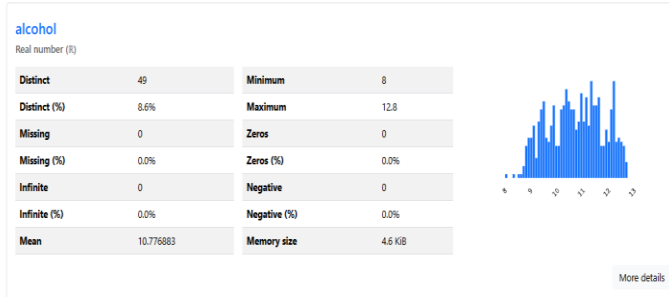 alcohol
Real number (ℝ)
Distinct 49 Minimum 8
Distinct (%) 8.6% Maximum 12.8
Missing 0 Zeros 0
Missing (%) 0.0% Zeros (%) 0.0%
Infinite 0 Negative 0
Infinite (%) 0.0% Negative (%) 0.0%
Mean 10.776883 Memory size 4.6 KiB
8 9 10 11 12 13
More details